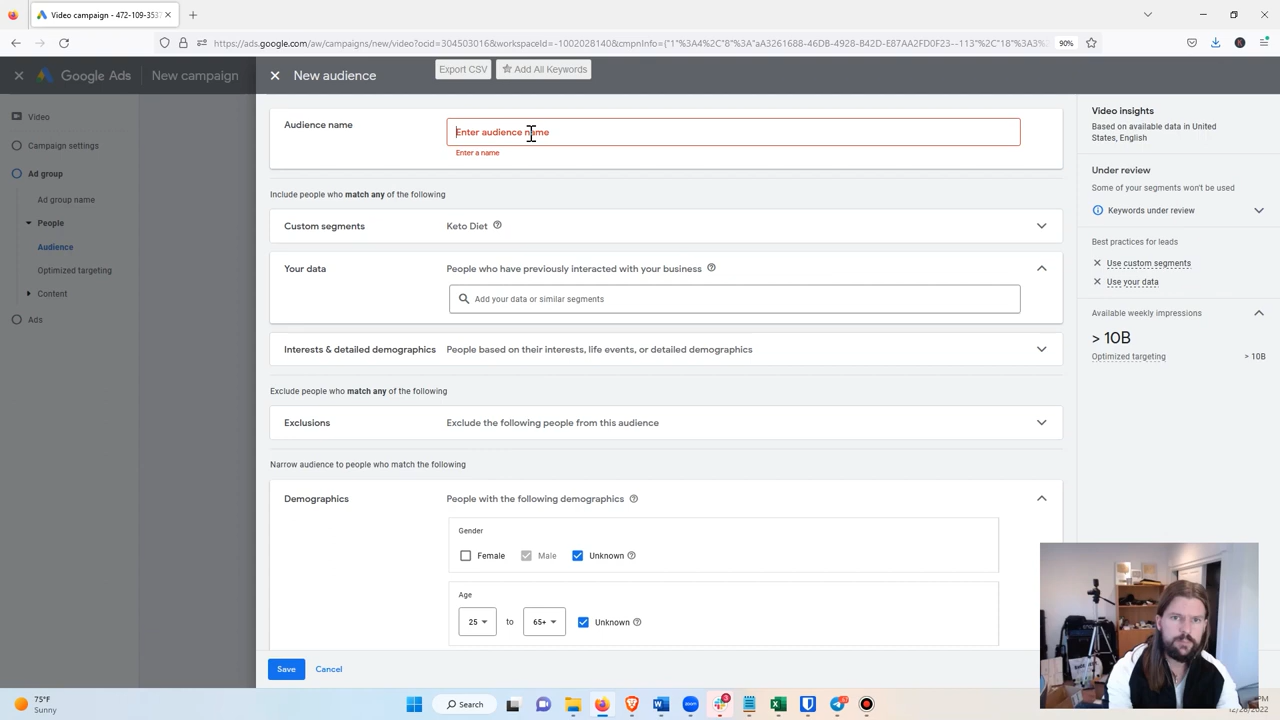 Video campaign - 472-109-3537
https://ads.google.com/aw/campaigns/new/video?ocid=304503016&workspaceId=-1002028140&cmpnInfo={"1"%3A4%2C"8"%3A"aA3261688-46DB-4928-B42D-E87AA2FD0F23--113"%2C"18"%3A3%
90%
Google Ads
New campaign
New audience
Export CSV
Add All Keywords
Video
Campaign settings
Ad group
Ad group name
People
Audience
Optimized targeting
Content
Ads
Audience name
Enter audience name
Enter a name
Include people who match any of the following
Custom segments
Keto Diet
Your data
People who have previously interacted with your business
Add your data or similar segments
Interests & detailed demographics
People based on their interests, life events, or detailed demographics
Exclude people who match any of the following
Exclusions
Exclude the following people from this audience
Narrow audience to people who match the following
Demographics
People with the following demographics
Gender
Female
Male
Unknown
Age
25
to
65+
Unknown
Save
Cancel
Video insights
Based on available data in United
States, English
Under review
Some of your segments won't be used
Keywords under review
Best practices for leads
Use custom segments
Use your data
Available weekly impressions
> 10B
Optimized targeting
> 10B
75°F
Sunny
Search
12/28/2022